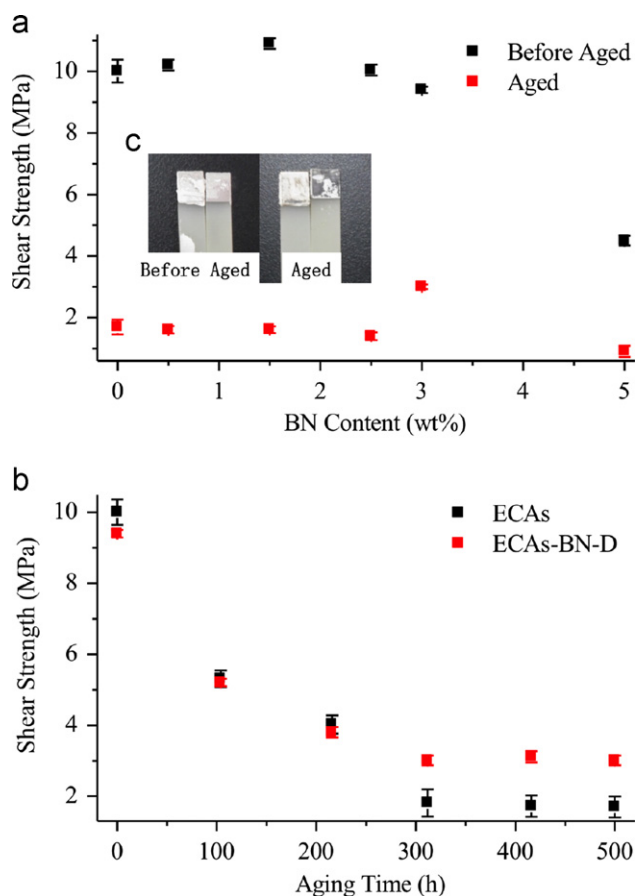 a
Shear Strength (MPa)
10
8
6
4
2
Before Aged
Aged
c
Before Aged
Aged
0
1
2
3
4
5
BN Content (wt%)
b
Shear Strength (MPa)
10
8
6
4
2
ECAs
ECAs-BN-D
0
100
200
300
400
500
Aging Time (h)